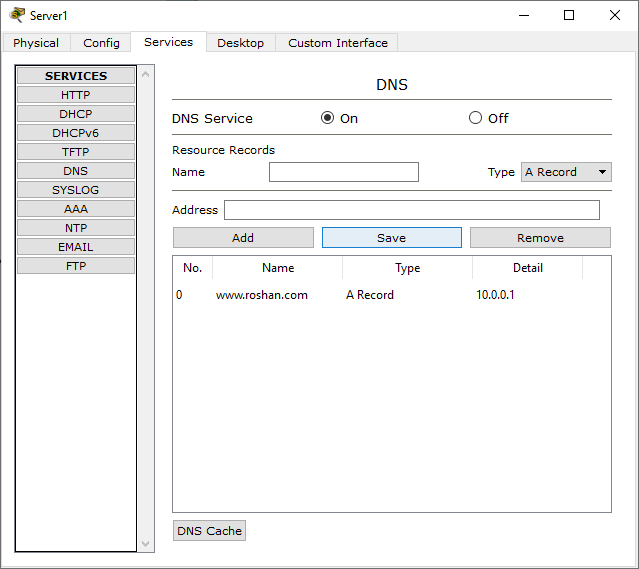 Server1
Physical Config Services Desktop Custom Interface
SERVICES
HTTP
DHCP
DHCPv6
TFTP
DNS
SYSLOG
AAA
NTP
EMAIL
FTP
DNS
DNS Service On Off
Resource Records
Name Type A Record
Address
Add Save Remove
No. Name Type Detail
0 www.roshan.com A Record 10.0.0.1
DNS Cache